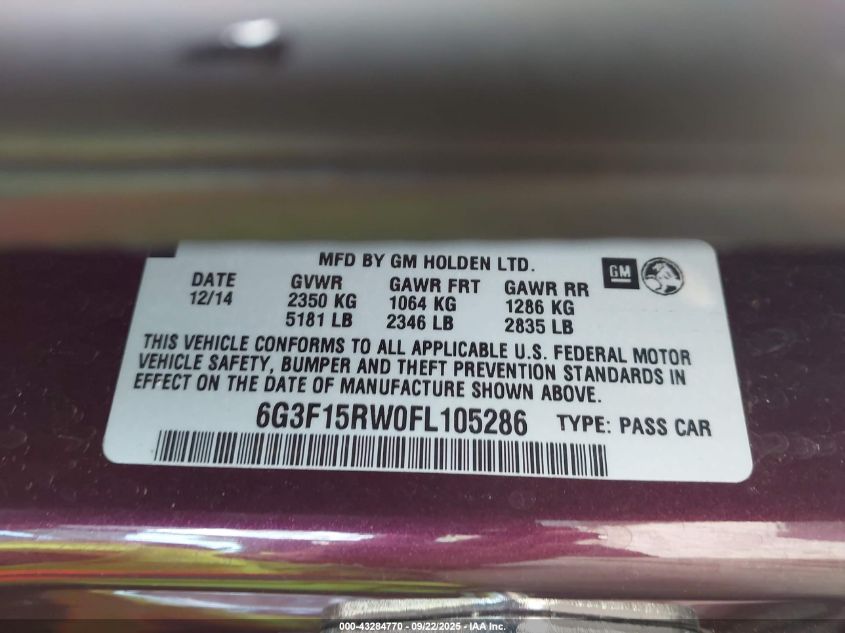 MFD BY GM HOLDEN LTD.
DATE GVWR GAWR FRT GAWR RR
12/14 2350 KG 1064 KG 1286 KG
5181 LB 2346 LB 2835 LB
GM
THIS VEHICLE CONFORMS TO ALL APPLICABLE U.S. FEDERAL MOTOR
VEHICLE SAFETY, BUMPER AND THEFT PREVENTION STANDARDS IN
EFFECT ON THE DATE OF MANUFACTURE SHOWN ABOVE.
6G3F15RW0FL105286 TYPE: PASS CAR
000-43284770 - 09/22/2025 - IAA, Inc.